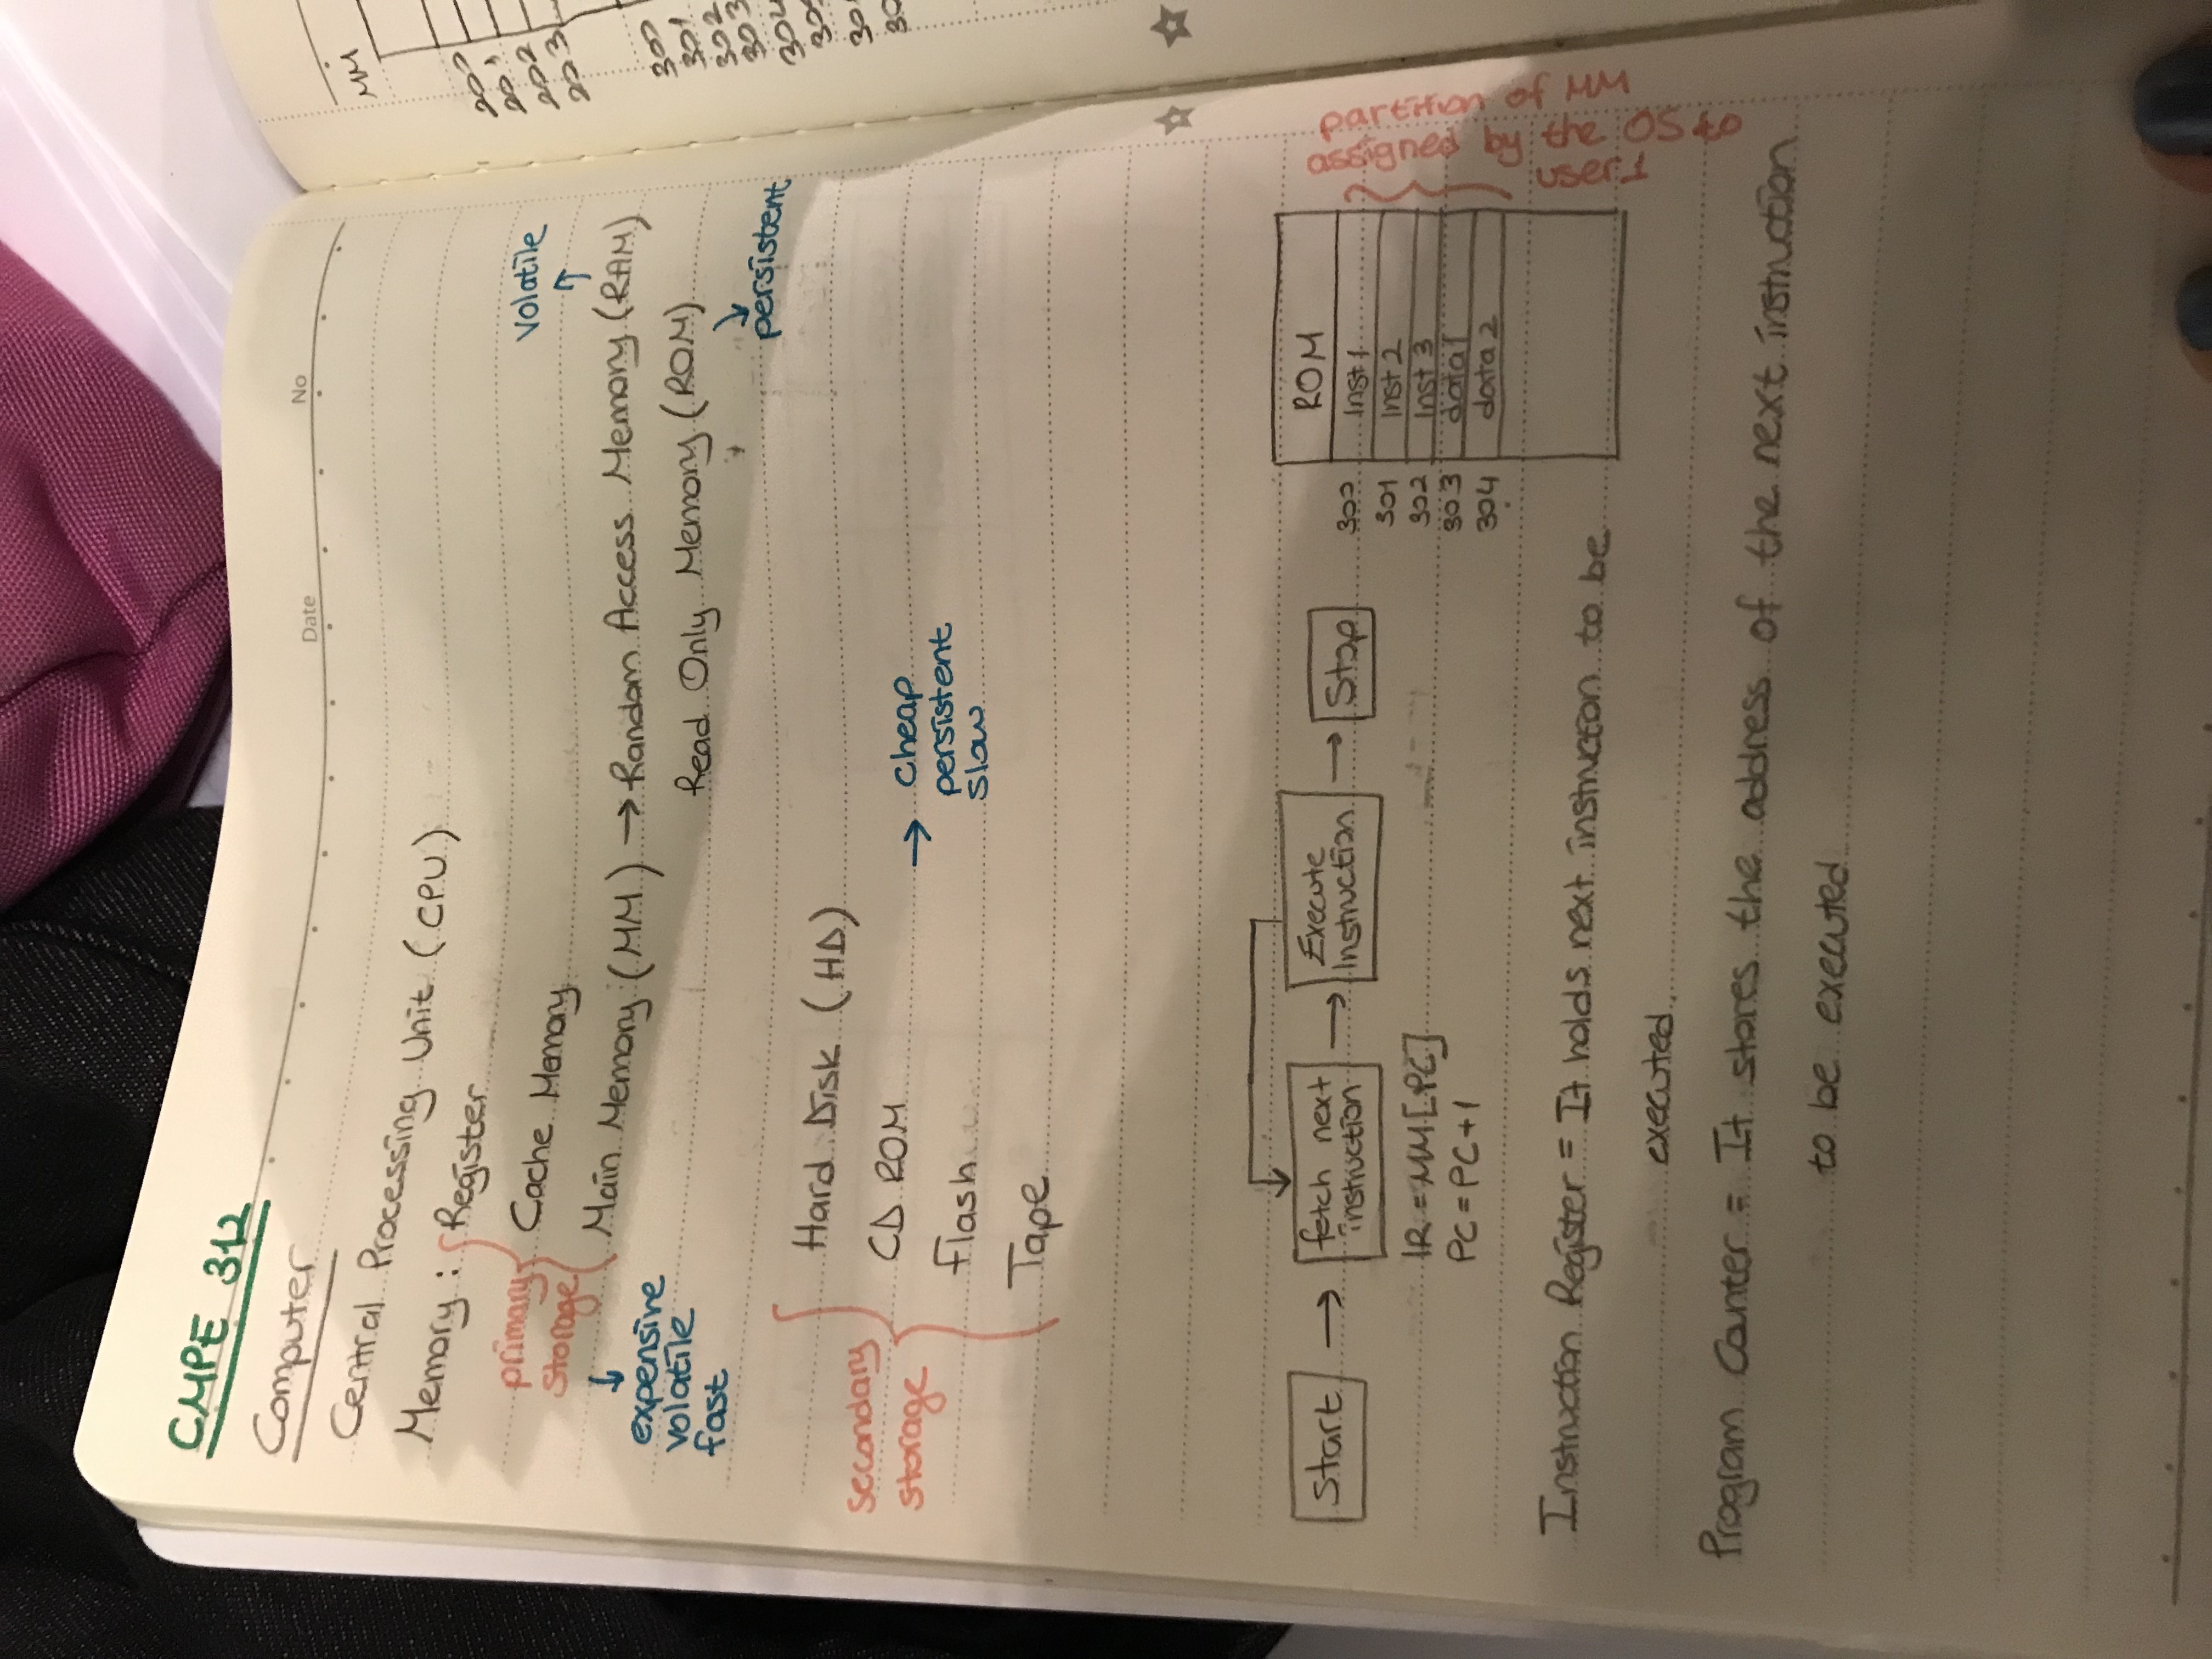 CMPE 312
Date No
Computer
Central Processing Unit (CPU)
Memory : Register
primary storage
Cache Memory
Main Memory (MM) → Random Access Memory (RAM)
Volatile
Read Only Memory (ROM)
persistent
expensive
volatile
fast
secondary
storage
Hard Disk (HD)
CD ROM
Flash
Tape
→ cheap
persistent
slow
Start → fetch next instruction → Execute Instruction → Stop
IR = MM[PC]
PC = PC + 1
ROM
300 Inst 1
301 Inst 2
302 Inst 3
303 data 1
304 data 2
partition of MM
assigned by the OS to
user 1
Instruction Register = It holds next instructon to be
executed.
Program Counter = It stores the address of the next instruction
to be executed
MM
200
201
202
203
300
301
302
303
304